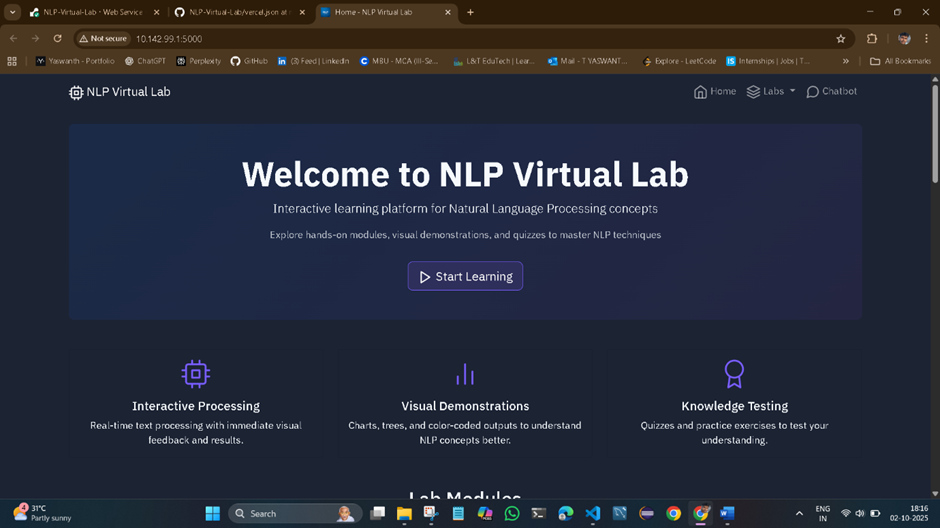 NLP-Virtual-Lab · Web Service
NLP-Virtual-Lab/vercel.json at
Home - NLP Virtual Lab
Not secure
10.142.99.1:5000
Yaswanth - Portfolio
ChatGPT
Perplexity
GitHub
(3) Feed | LinkedIn
MBU - MCA (III-Se...
L&T EduTech | Lear...
Mail - T YASWANT...
Explore - LeetCode
Internships | Jobs | T...
All Bookmarks
NLP Virtual Lab
Home
Labs
Chatbot
Welcome to NLP Virtual Lab
Interactive learning platform for Natural Language Processing concepts
Explore hands-on modules, visual demonstrations, and quizzes to master NLP techniques
Start Learning
Interactive Processing
Real-time text processing with immediate visual
feedback and results.
Visual Demonstrations
Charts, trees, and color-coded outputs to understand
NLP concepts better.
Knowledge Testing
Quizzes and practice exercises to test your
understanding.
Lab Modules
4
31°C
Partly sunny
Search
ENG
IN
18:16
02-10-2025